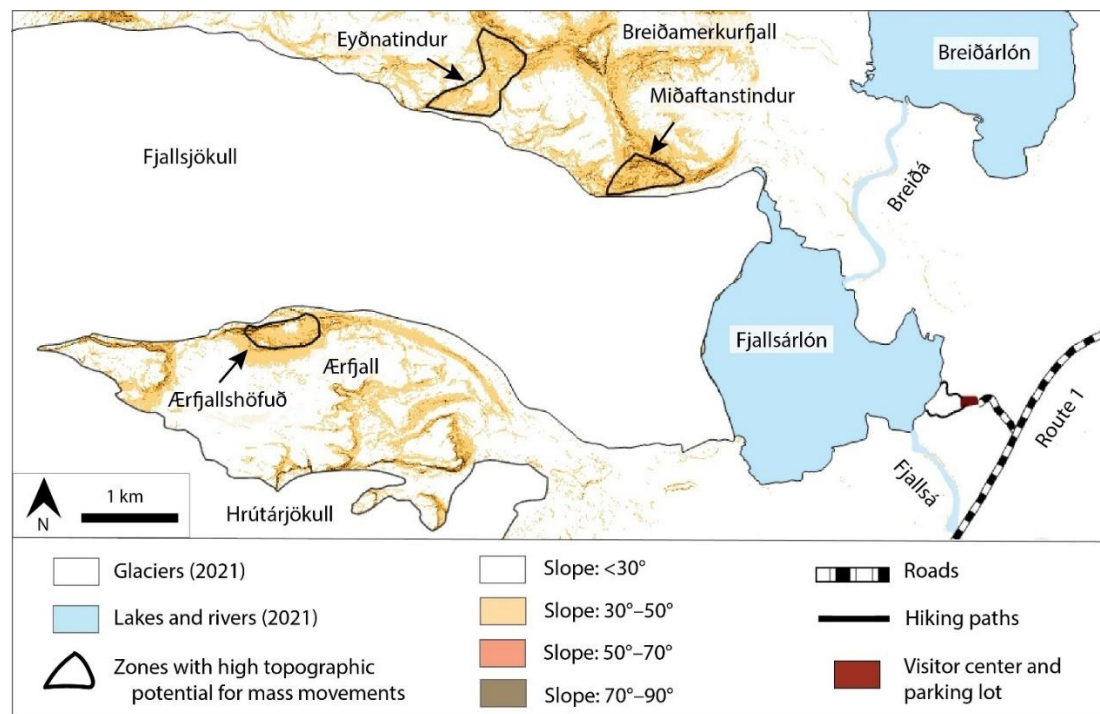 Eyðnatindur
Breiðamerkurfjall
Breiðárlón
Miðaftanstindur
Fjallsjökull
Breiðá
Fjallsárlón
Ærfjall
Ærfjallshöfuð
Route 1
Fjallsá
1 km
N
Hrútárjökull
Glaciers (2021)
Lakes and rivers (2021)
Zones with high topographic
potential for mass movements
Slope: <30°
Slope: 30°–50°
Slope: 50°–70°
Slope: 70°–90°
Roads
Hiking paths
Visitor center and
parking lot